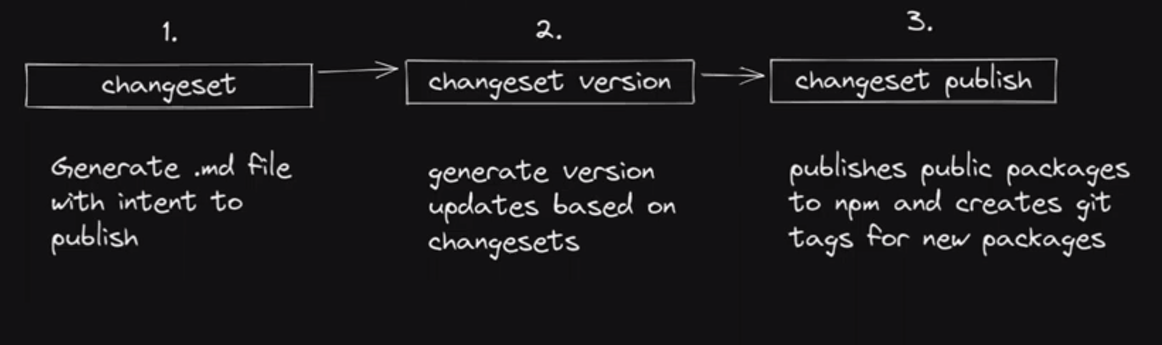 1.
changeset
Generate .md file
with intent to
publish
2.
changeset version
generate version
updates based on
changesets
3.
changeset publish
publishes public packages
to npm and creates git
tags for new packages